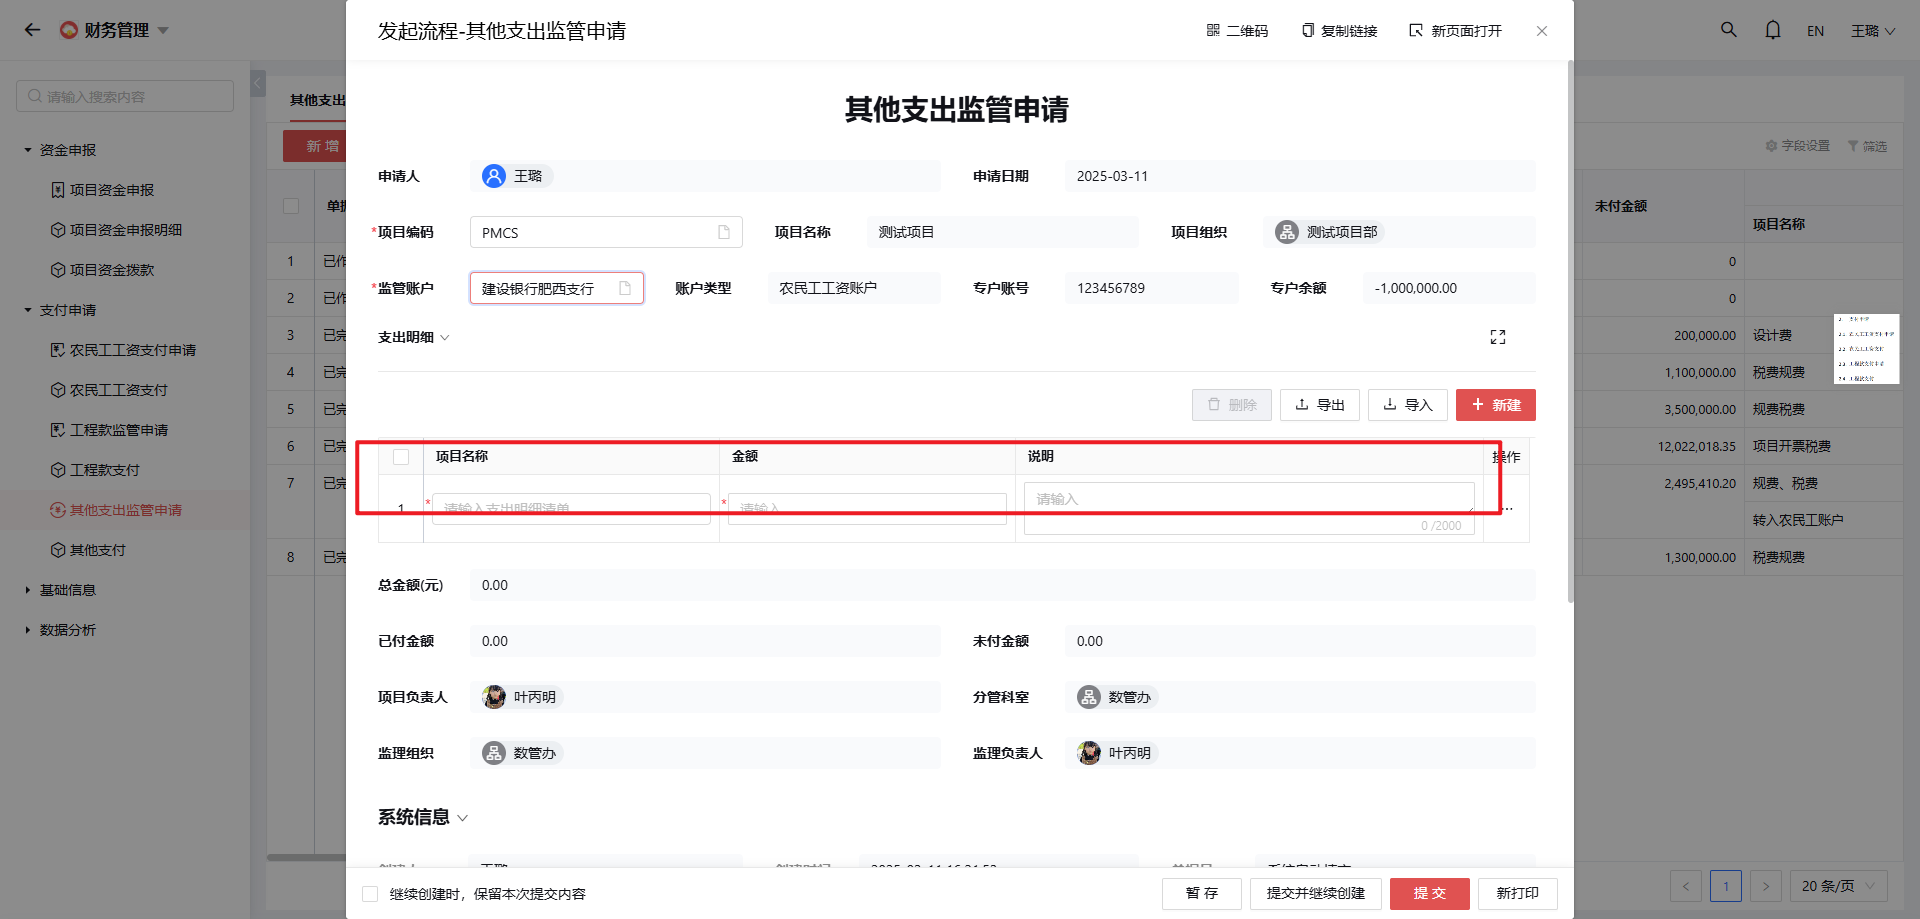 财务管理
发起流程-其他支出监管申请
二维码
复制链接
新页面打开
EN
王璐
请输入搜索内容
资金申报
项目资金申报
项目资金申报明细
项目资金拨款
支付申请
农民工工资支付申请
农民工工资支付
工程款监管申请
工程款支付
其他支出监管申请
其他支付
基础信息
数据分析
其他支出
新 增
字段设置
筛选
未付金额
项目名称
1 已作 0
2 已作 0
3 已完 200,000.00 设计费
4 已完 1,100,000.00 税费规费
5 已完 3,500,000.00 规费税费
6 已完 12,022,018.35 项目开票税费
7 已完 2,495,410.20 规费、税费
转入农民工账户
8 已完 1,300,000.00 税费规费
其他支出监管申请
申请人 王璐 申请日期 2025-03-11
*项目编码 PMCS 项目名称 测试项目 项目组织 测试项目部
*监管账户 建设银行肥西支行 账户类型 农民工工资账户 专户账号 123456789 专户余额 -1,000,000.00
支出明细
删除 导出 导入 新建
项目名称 金额 说明 操作
1 * 请输入支出明细清单 * 请输入 请输入 ...
0 /2000
总金额(元) 0.00
已付金额 0.00 未付金额 0.00
项目负责人 叶丙明 分管科室 数管办
监理组织 数管办 监理负责人 叶丙明
系统信息
继续创建时，保留本次提交内容
暂 存 提交并继续创建 提 交 新打印
1 20 条/页